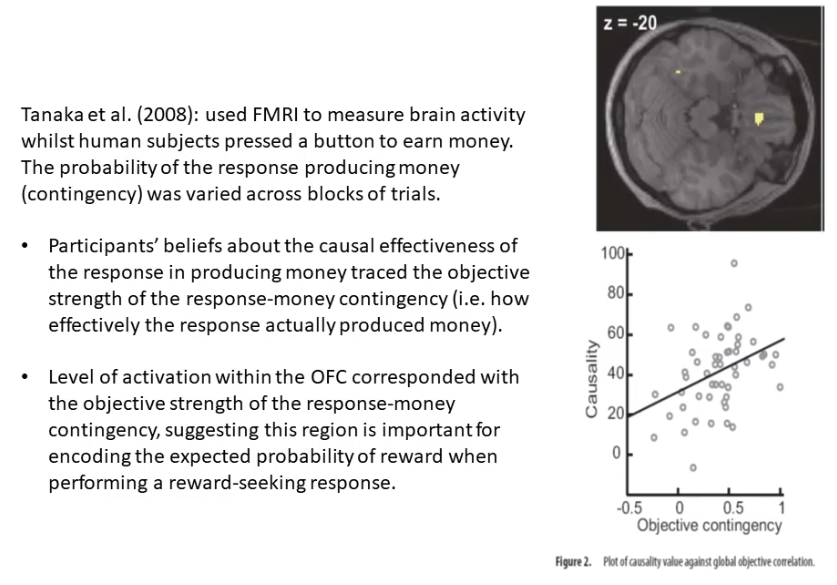 Tanaka et al. (2008): used FMRI to measure brain activity
whilst human subjects pressed a button to earn money.
The probability of the response producing money
(contingency) was varied across blocks of trials.
• Participants' beliefs about the causal effectiveness of
the response in producing money traced the objective
strength of the response-money contingency (i.e. how
effectively the response actually produced money).
• Level of activation within the OFC corresponded with
the objective strength of the response-money
contingency, suggesting this region is important for
encoding the expected probability of reward when
performing a reward-seeking response.
z = -20
100
80
60
40
20
0
Causality
-0.5 0 0.5 1
Objective contingency
Figure 2. Plot of causality value against global objective correlation.